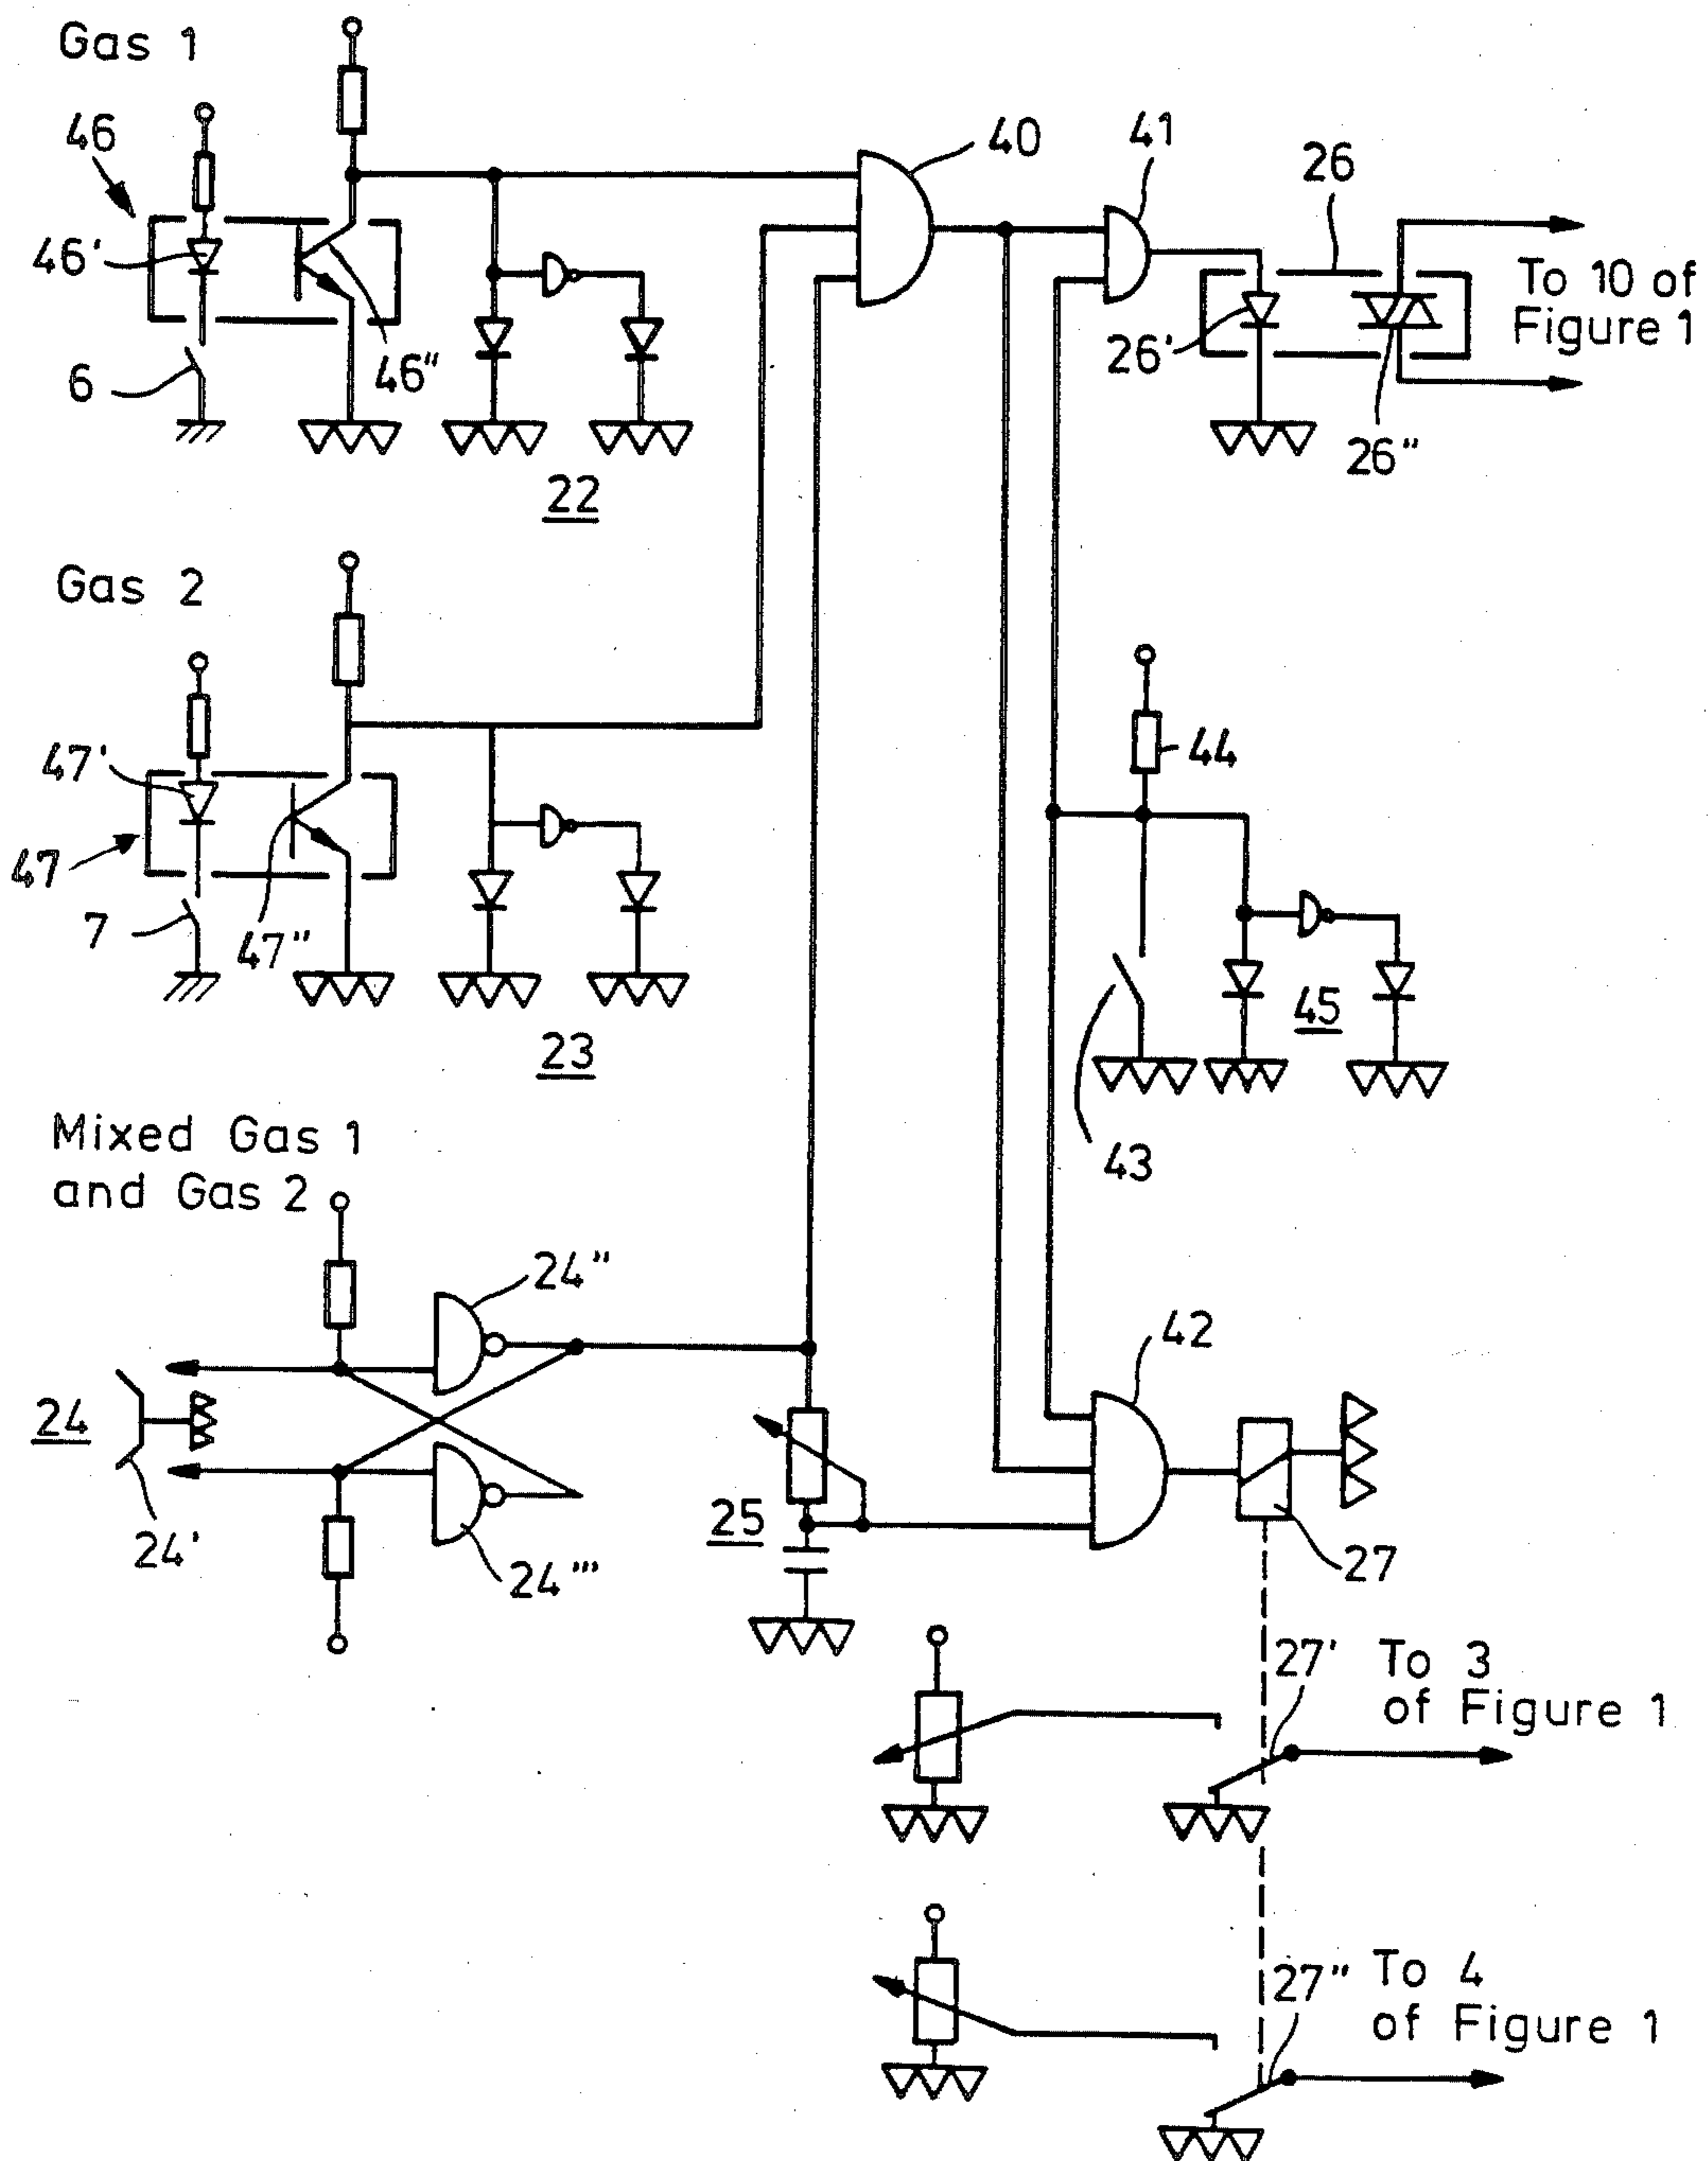 Gas 1
46
46'
6
46"
22
40
41
26
26'
26"
To 10 of
Figure 1
Gas 2
47'
47
7
47"
23
44
45
43
Mixed Gas 1
and Gas 2
24"
24
24'
24'''
25
42
27
27'
To 3
of Figure 1
27"
To 4
of Figure 1